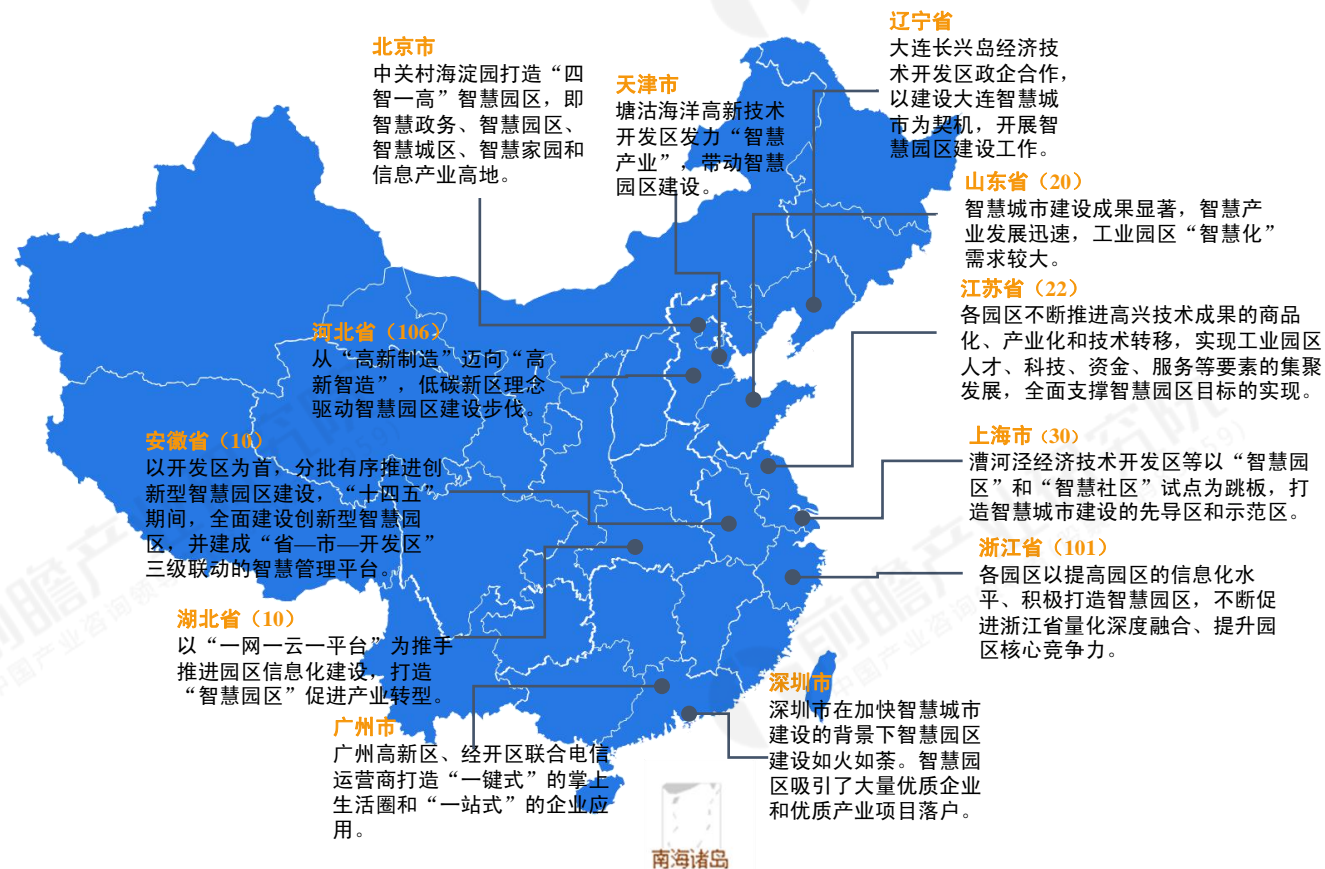 北京市
中关村海淀园打造“四
智一高”智慧园区，即
智慧政务、智慧园区、
智慧城区、智慧家园和
信息产业高地。
天津市
塘沽海洋高新技术
开发区发力“智慧
产业”，带动智慧
园区建设。
辽宁省
大连长兴岛经济技
术开发区政企合作，
以建设大连智慧城
市为契机，开展智
慧园区建设工作。
山东省（20）
智慧城市建设成果显著，智慧产
业发展迅速，工业园区“智慧化”
需求较大。
江苏省（22）
各园区不断推进高兴技术成果的商品
化、产业化和技术转移，实现工业园区
人才、科技、资金、服务等要素的集聚
发展，全面支撑智慧园区目标的实现。
河北省（106）
从“高新制造”迈向“高
新智造”，低碳新区理念
驱动智慧园区建设步伐。
安徽省（10）
以开发区为首，分批有序推进创
新型智慧园区建设，“十四五”
期间，全面建设创新型智慧园
区，并建成“省—市—开发区”
三级联动的智慧管理平台。
上海市（30）
漕河泾经济技术开发区等以“智慧园
区”和“智慧社区”试点为跳板，打
造智慧城市建设的先导区和示范区。
浙江省（101）
各园区以提高园区的信息化水
平、积极打造智慧园区，不断促
进浙江省量化深度融合、提升园
区核心竞争力。
湖北省（10）
以“一网一云一平台”为推手
推进园区信息化建设，打造
“智慧园区”促进产业转型。
广州市
广州高新区、经开区联合电信
运营商打造“一键式”的掌上
生活圈和“一站式”的企业应
用。
深圳市
深圳市在加快智慧城市
建设的背景下智慧园区
建设如火如荼。智慧园
区吸引了大量优质企业
和优质产业项目落户。
南海诸岛